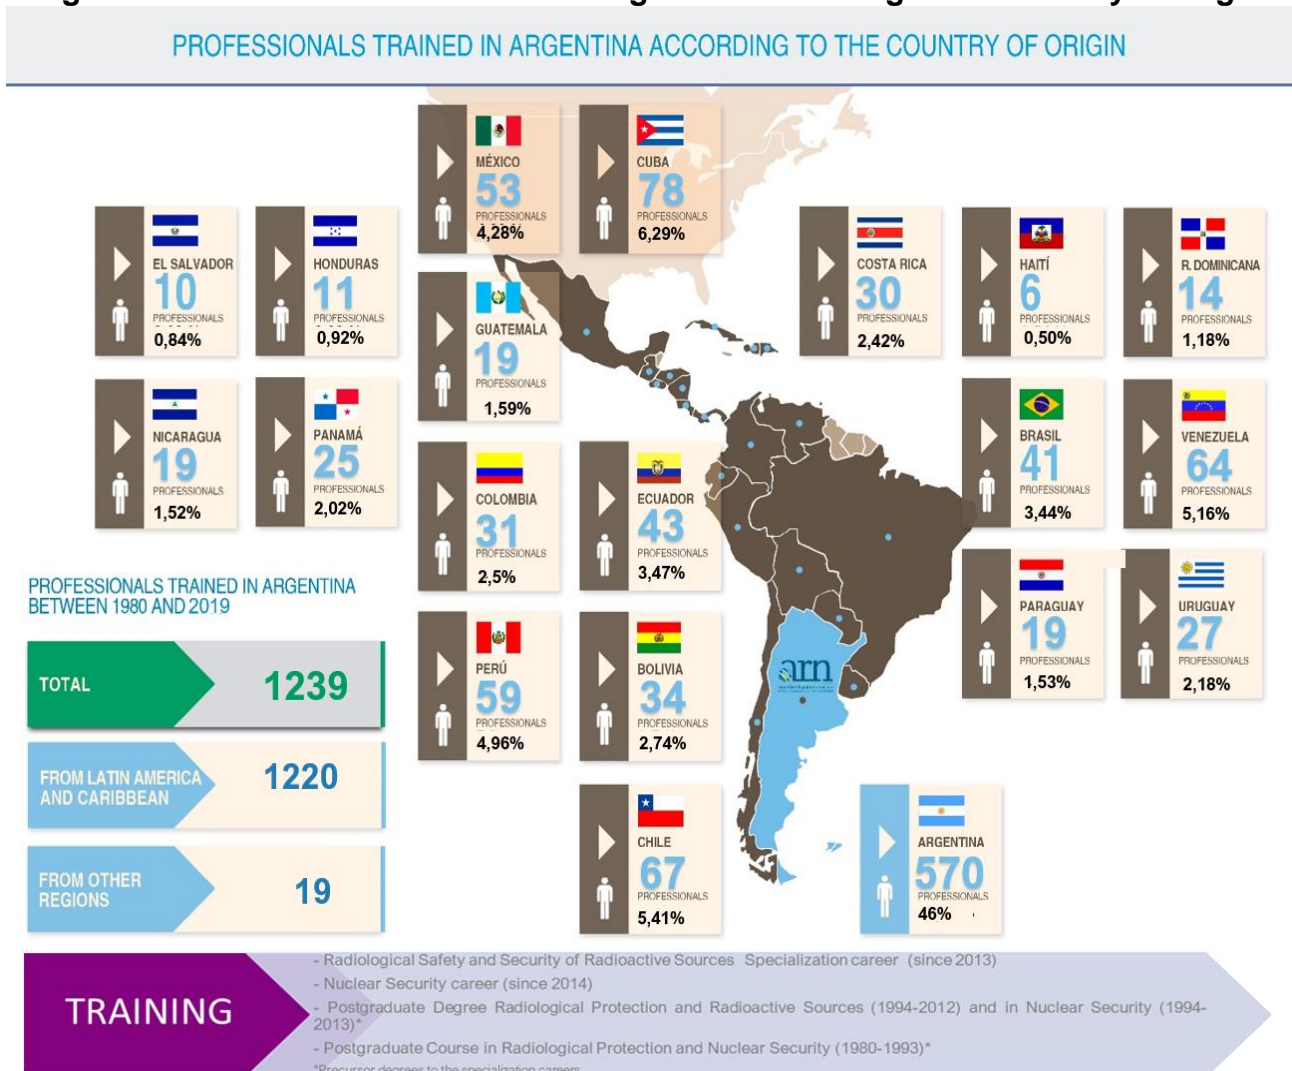 PROFESSIONALS TRAINED IN ARGENTINA ACCORDING TO THE COUNTRY OF ORIGIN
MÉXICO
53
PROFESSIONALS
4,28%
CUBA
78
PROFESSIONALS
6,29%
EL SALVADOR
10
PROFESSIONALS
0,84%
HONDURAS
11
PROFESSIONALS
0,92%
GUATEMALA
19
PROFESSIONALS
1,59%
COSTA RICA
30
PROFESSIONALS
2,42%
HAITÍ
6
PROFESSIONALS
0,50%
R. DOMINICANA
14
PROFESSIONALS
1,18%
NICARAGUA
19
PROFESSIONALS
1,52%
PANAMÁ
25
PROFESSIONALS
2,02%
COLOMBIA
31
PROFESSIONALS
2,5%
ECUADOR
43
PROFESSIONALS
3,47%
BRASIL
41
PROFESSIONALS
3,44%
VENEZUELA
64
PROFESSIONALS
5,16%
PERÚ
59
PROFESSIONALS
4,96%
BOLIVIA
34
PROFESSIONALS
2,74%
PARAGUAY
19
PROFESSIONALS
1,53%
URUGUAY
27
PROFESSIONALS
2,18%
arn
CHILE
67
PROFESSIONALS
5,41%
ARGENTINA
570
PROFESSIONALS
46%
PROFESSIONALS TRAINED IN ARGENTINA
BETWEEN 1980 AND 2019
TOTAL
1239
FROM LATIN AMERICA
AND CARIBBEAN
1220
FROM OTHER
REGIONS
19
TRAINING
- Radiological Safety and Security of Radioactive Sources Specialization career (since 2013)
- Nuclear Security career (since 2014)
- Postgraduate Degree Radiological Protection and Radioactive Sources (1994-2012) and in Nuclear Security (1994-
2013)*
- Postgraduate Course in Radiological Protection and Nuclear Security (1980-1993)*
*Precursor degrees to the specialization careers